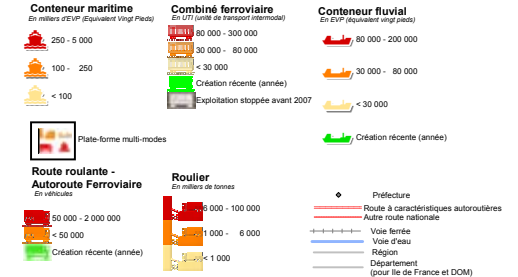 Conteneur maritime
En milliers d'EVP (Equivalent Vingt Pieds)
250 - 5 000
100 - 250
< 100
Combiné ferroviaire
En UTI (unité de transport intermodal)
80 000 - 300 000
30 000 - 80 000
< 30 000
Création récente (année)
Exploitation stoppée avant 2007
Conteneur fluvial
En EVP (équivalent vingt pieds)
80 000 - 200 000
30 000 - 80 000
< 30 000
Création récente (année)
Plate-forme multi-modes
Route roulante -
Autoroute Ferroviaire
En véhicules
50 000 - 2 000 000
< 50 000
Création récente (année)
Roulier
En milliers de tonnes
6 000 - 100 000
1 000 - 6 000
< 1 000
Préfecture
Route à caractéristiques autoroutières
Autre route nationale
Voie ferrée
Voie d'eau
Région
Département
(pour Ile de France et DOM)